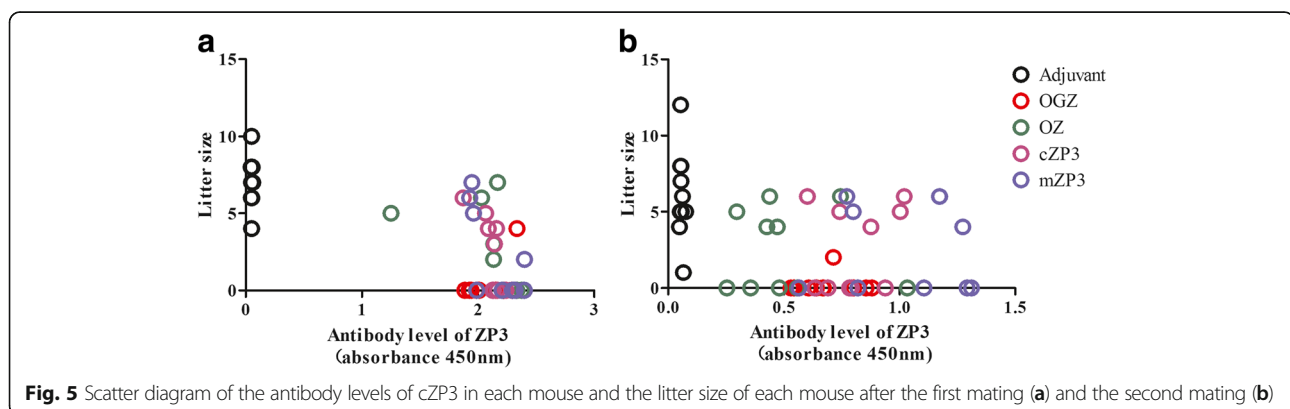 a
15
10
5
0
Litter size
0
1
2
3
Antibody level of ZP3
(absorbance 450nm)
b
15
10
5
0
Litter size
0.0
0.5
1.0
1.5
Antibody level of ZP3
(absorbance 450nm)
Adjuvant
OGZ
OZ
cZP3
mZP3
Fig. 5 Scatter diagram of the antibody levels of cZP3 in each mouse and the litter size of each mouse after the first mating (a) and the second mating (b)